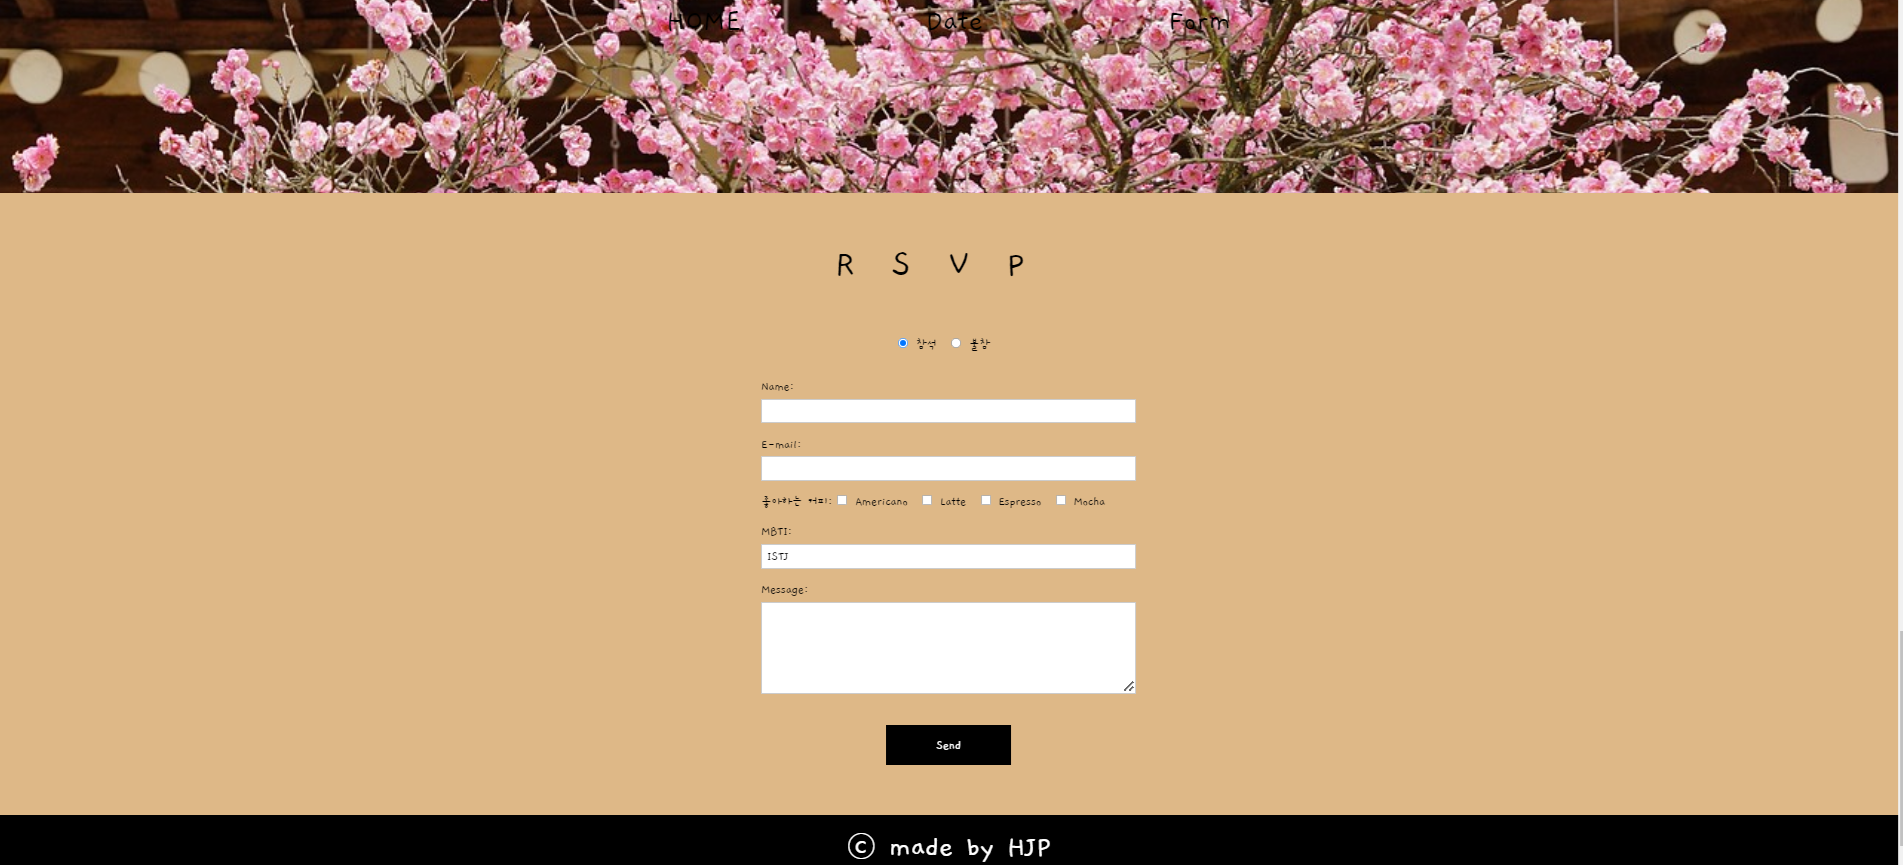 HOME Date Form
R S V P
참석 불참
Name:
E-mail:
좋아하는 커피: Americano Latte Espresso Mocha
MBTI:
ISTJ
Message:
Send
© made by HJP